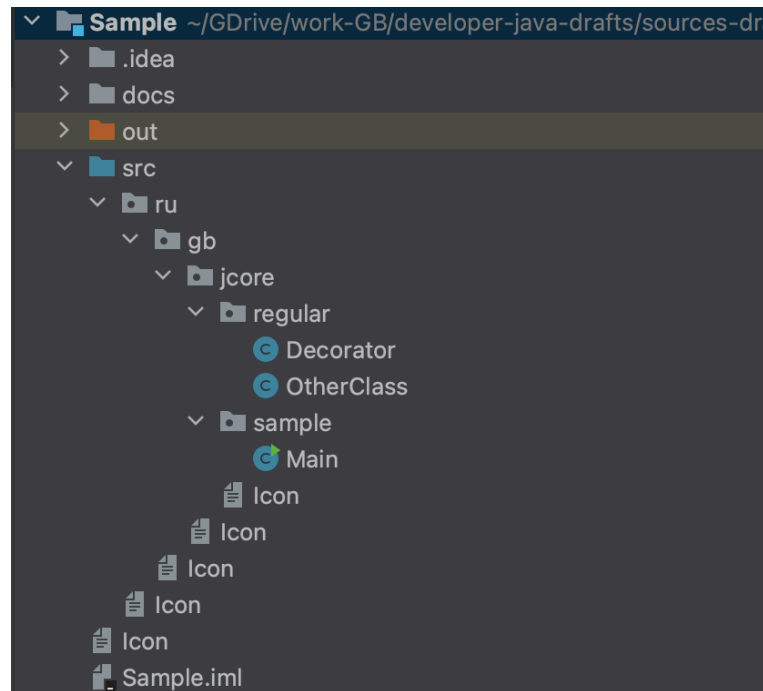 Sample ~/GDrive/work-GB/developer-java-drafts/sources-dr
.idea
docs
out
src
ru
gb
jcore
regular
Decorator
OtherClass
sample
Main
Icon
Icon
Icon
Icon
Icon
Sample.iml